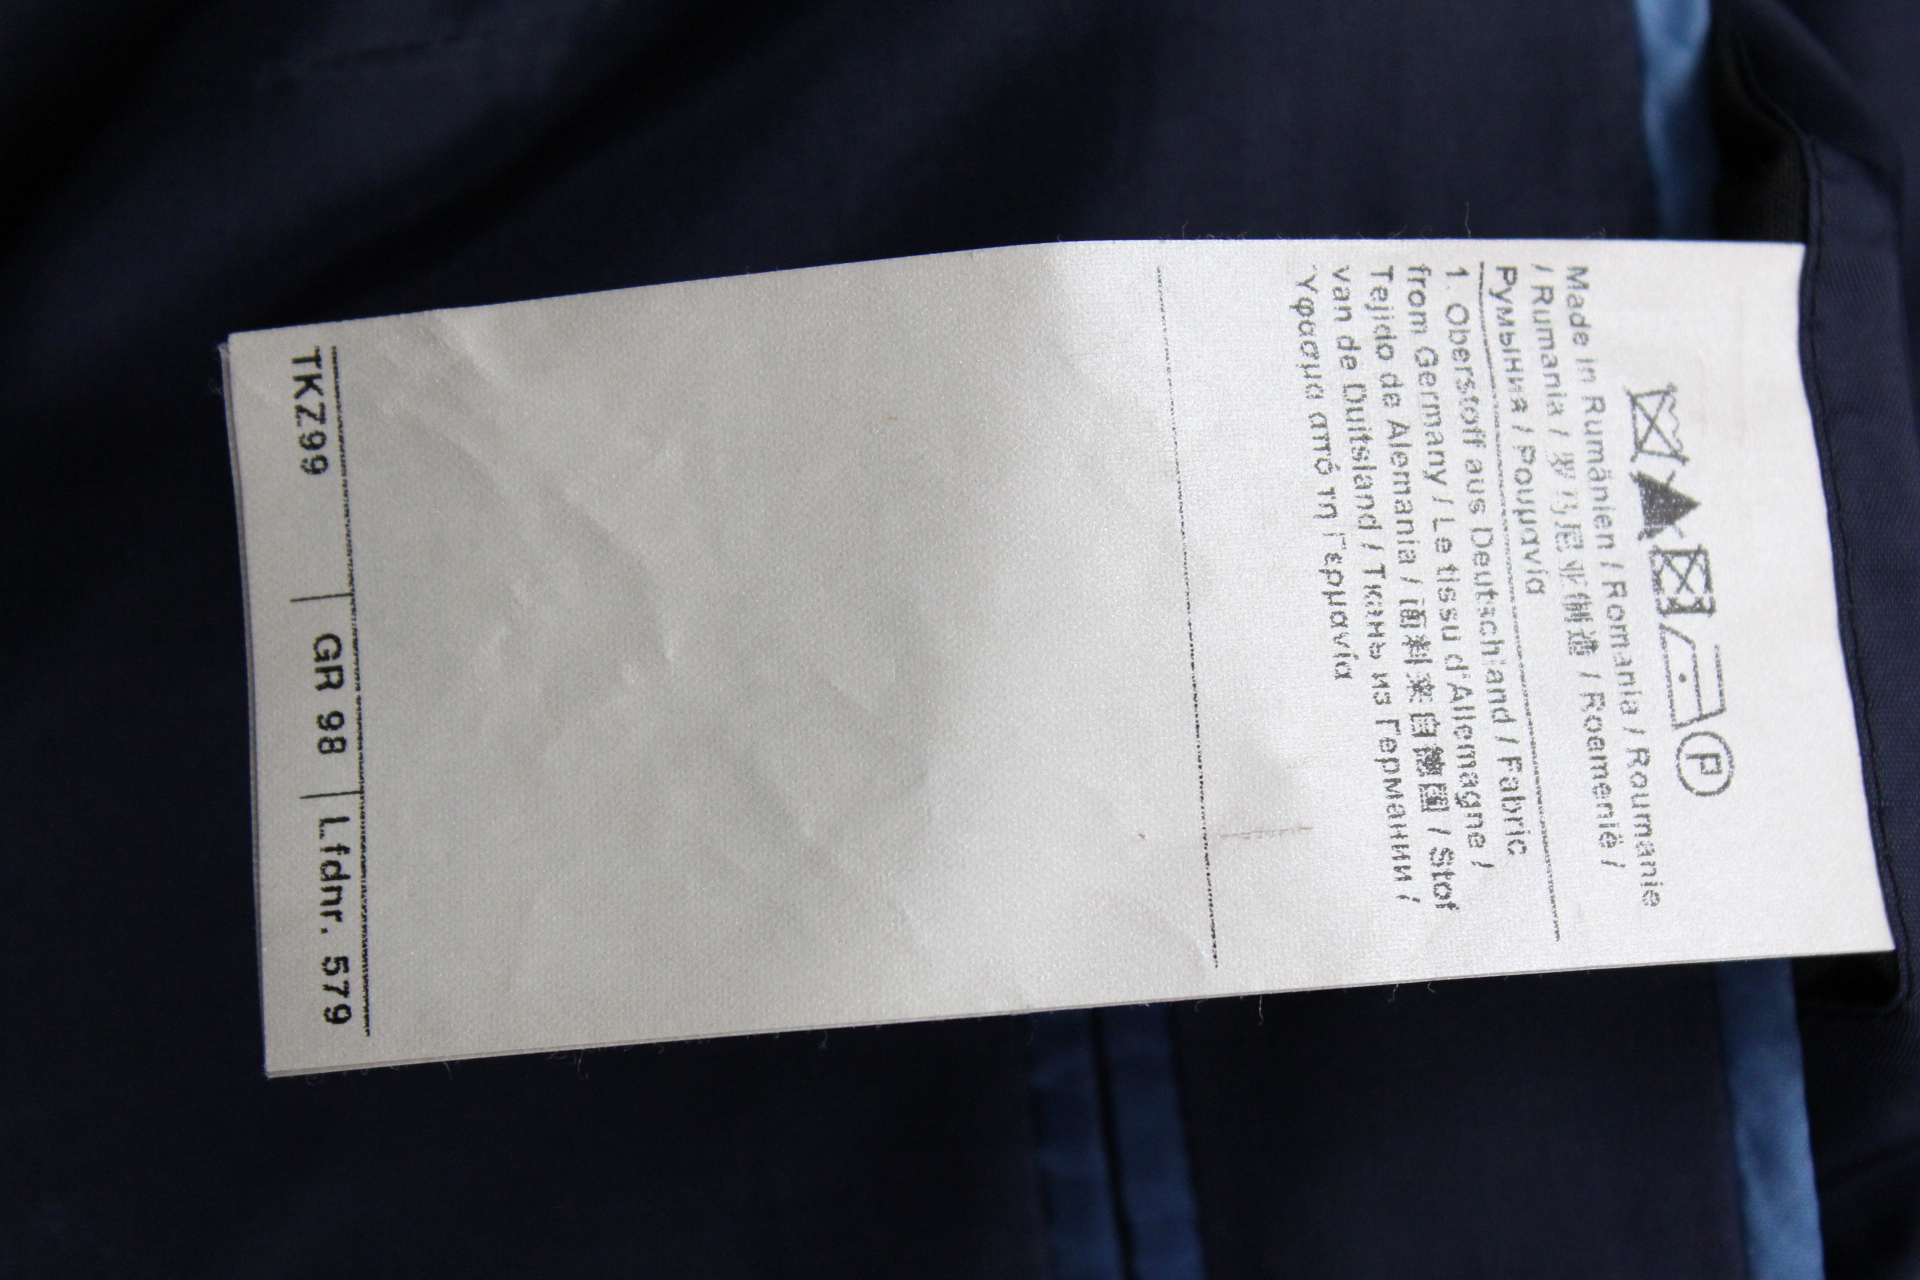 P
Made in Rumänien / Romania / Roumanie
/ Rumania / 罗马尼亚制造 / Roemenië /
Румыния / Ρουμανία
1. Oberstoff aus Deutschland / Fabric
from Germany / Le tissu d'Allemagne /
Tejido de Alemania / 面料来自德国 / Stof
van de Duitsland / Ткань из Германии /
Υφασμα από τη Γερμανία
TKZ99 | GR 98 | Lfdnr. 579